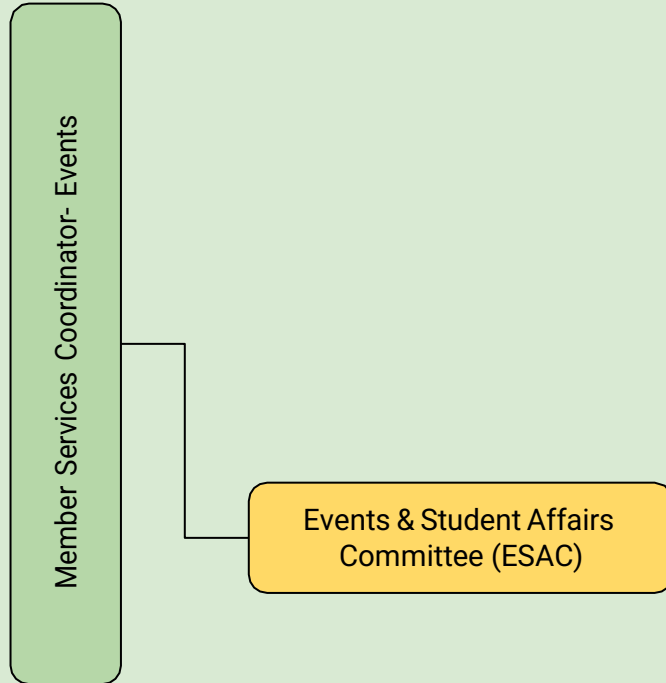 Member Services Coordinator- Events
Events & Student Affairs
Committee (ESAC)